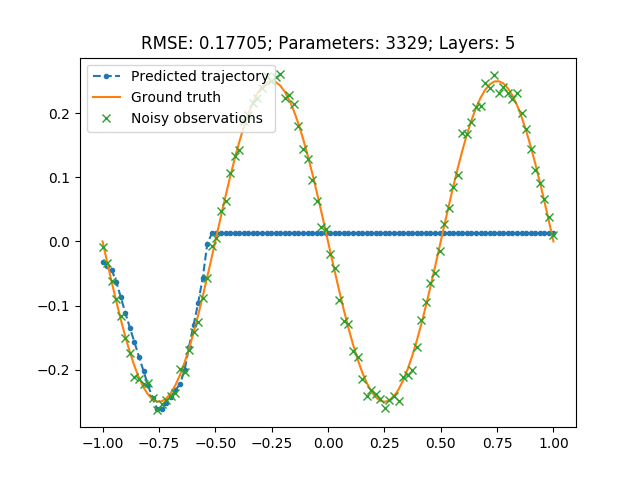 RMSE: 0.17705; Parameters: 3329; Layers: 5
Predicted trajectory
Ground truth
Noisy observations
0.2
0.1
0.0
−0.1
−0.2
−1.00 −0.75 −0.50 −0.25 0.00 0.25 0.50 0.75 1.00